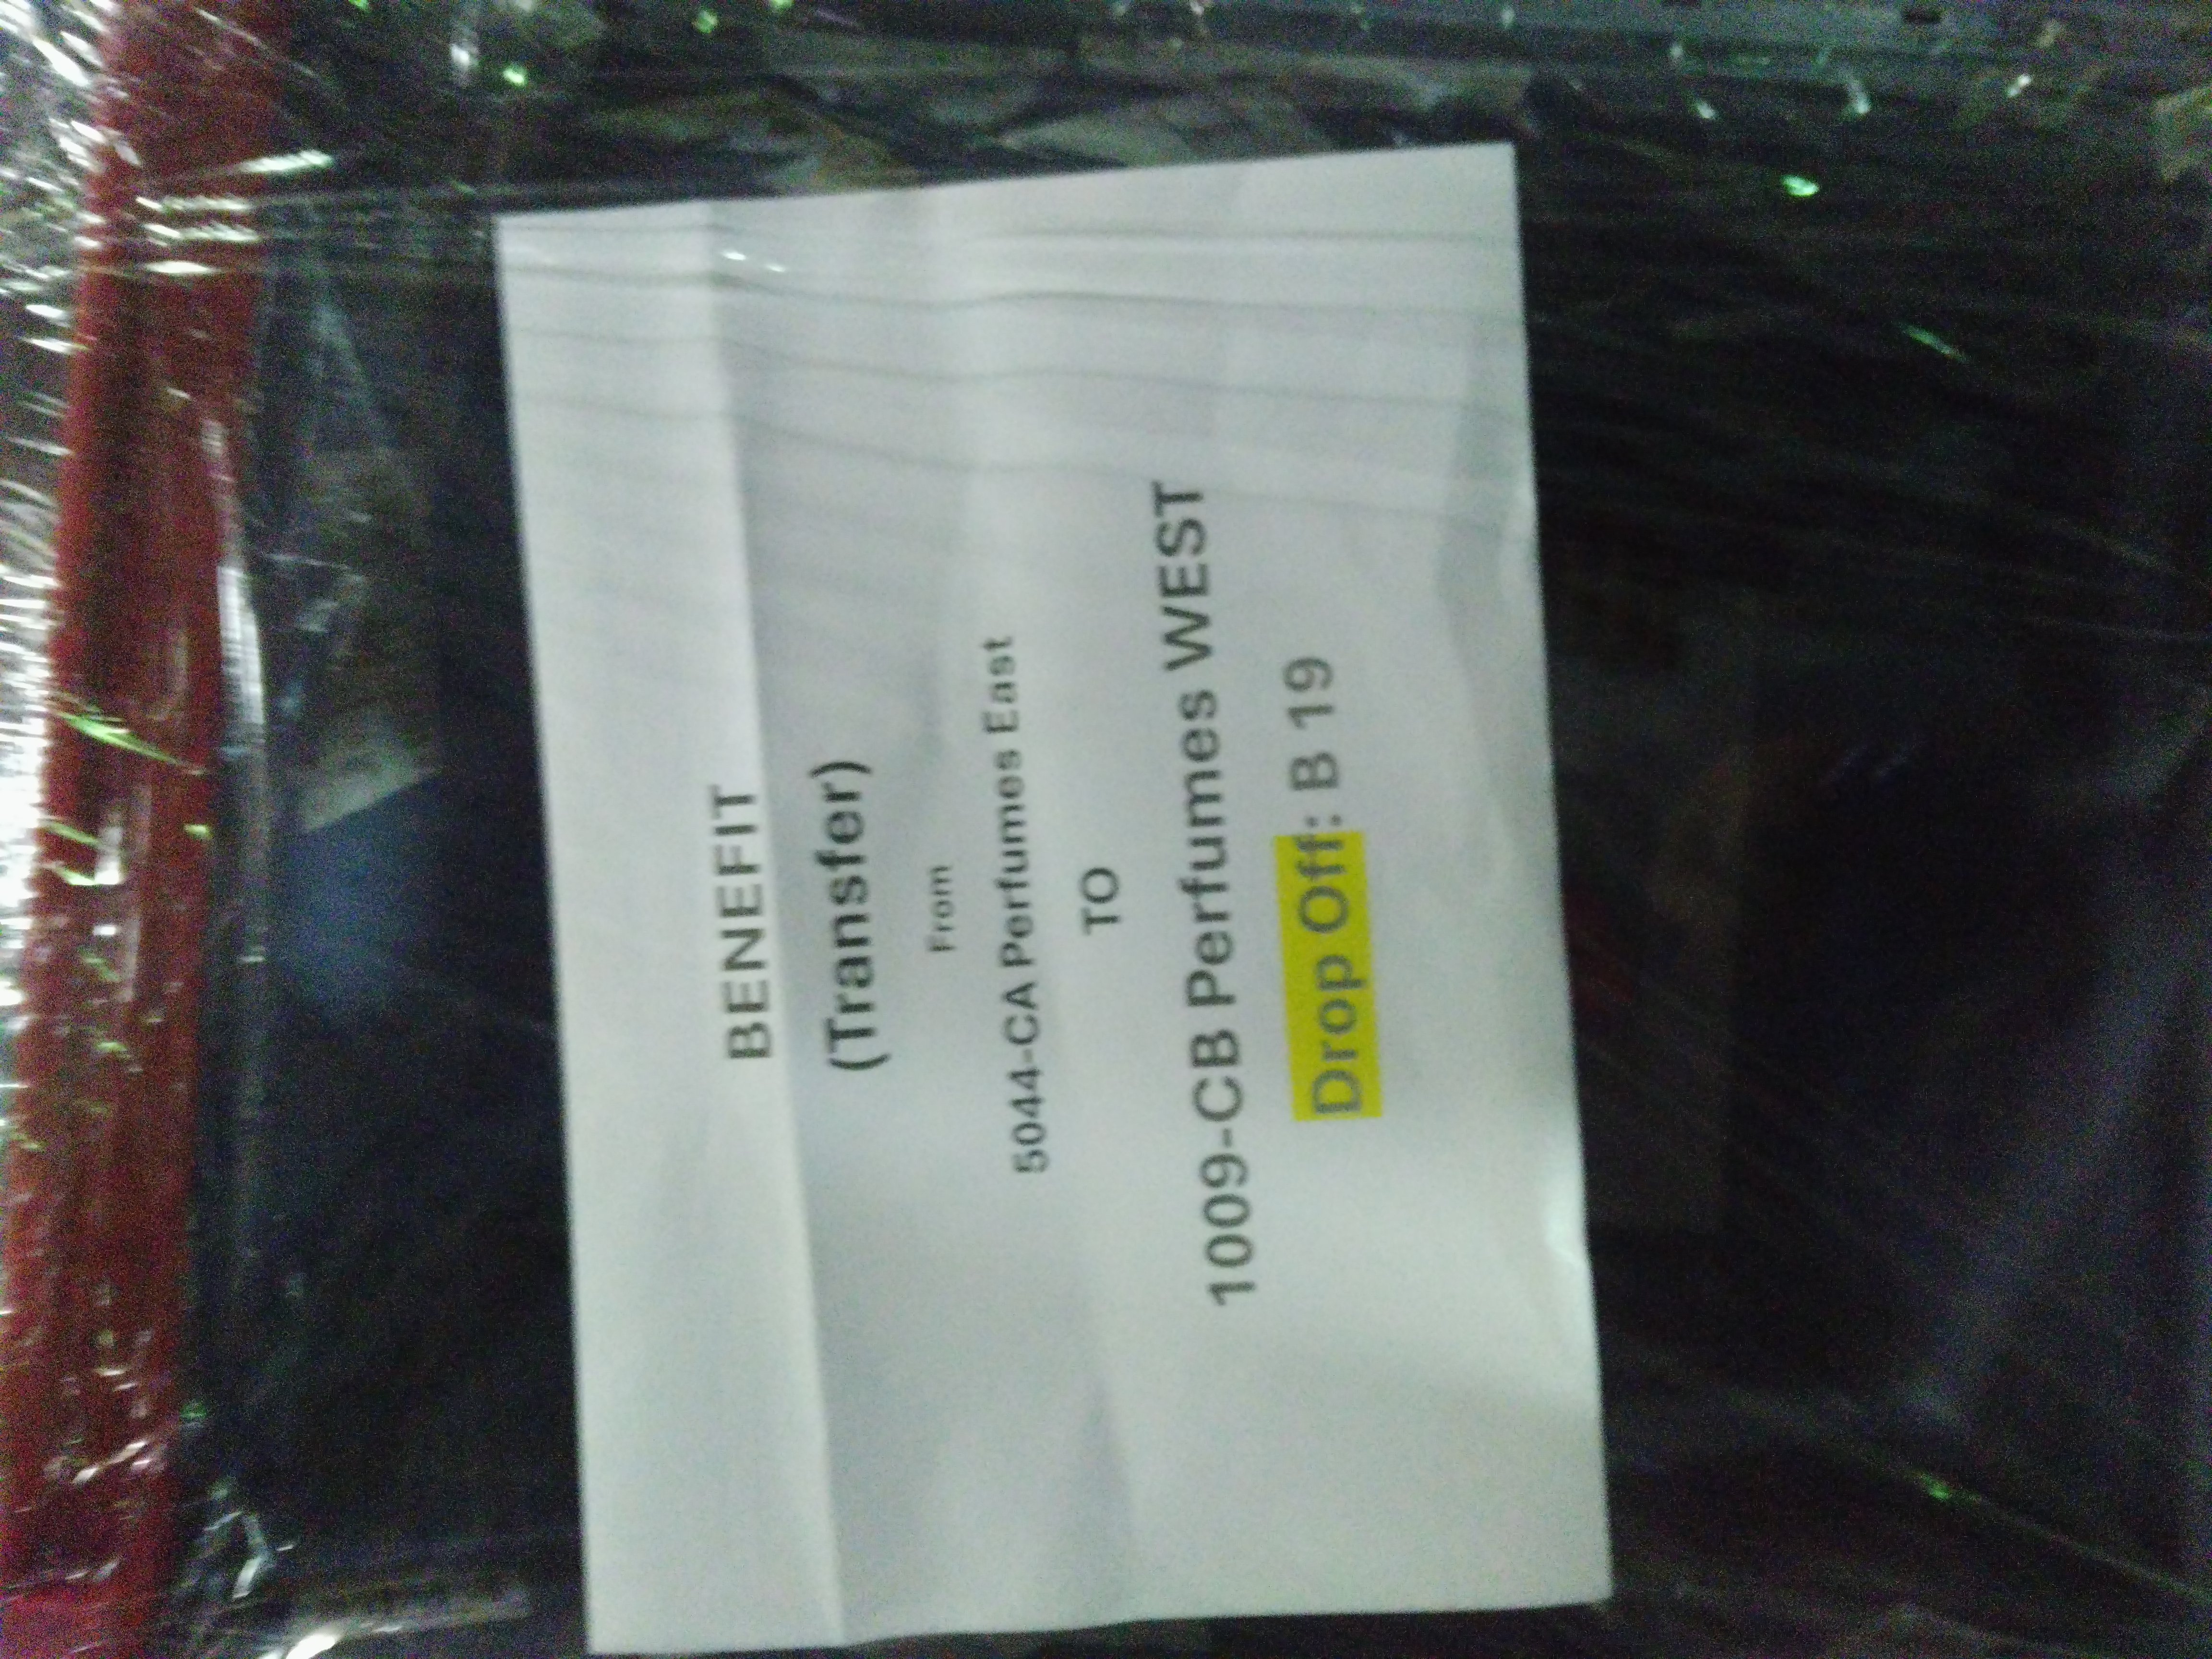 BENEFIT
(Transfer)
From
5044-CA Perfumes East
TO
1009-CB Perfumes WEST
Drop Off: B 19